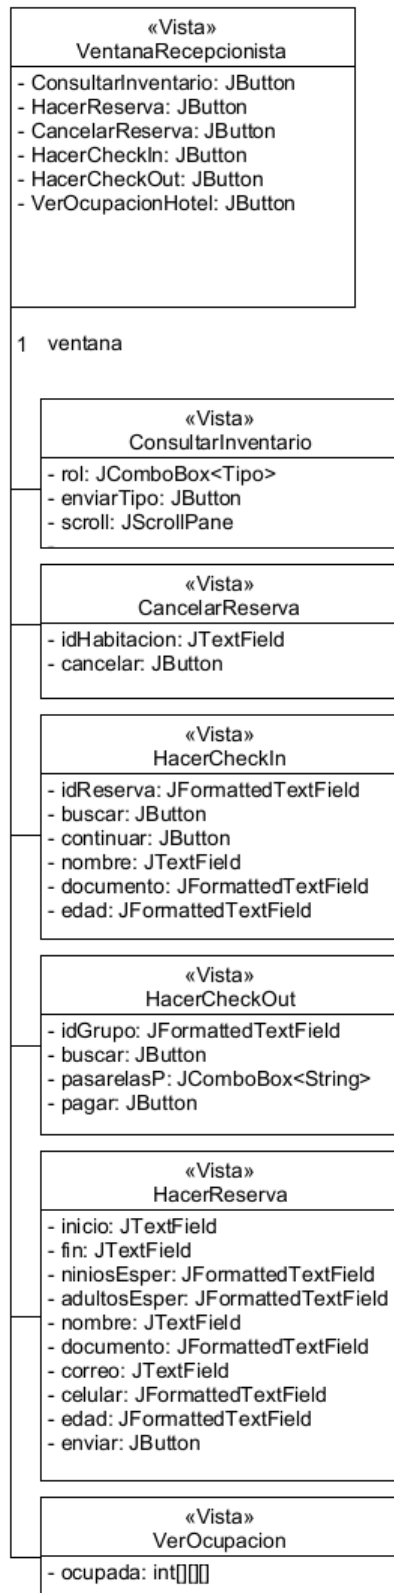 «Vista»
VentanaRecepcionista
- ConsultarInventario: JButton
- HacerReserva: JButton
- CancelarReserva: JButton
- HacerCheckIn: JButton
- HacerCheckOut: JButton
- VerOcupacionHotel: JButton
1 ventana
«Vista»
ConsultarInventario
- rol: JComboBox<Tipo>
- enviarTipo: JButton
- scroll: JScrollPane
-
«Vista»
CancelarReserva
- idHabitacion: JTextField
- cancelar: JButton
«Vista»
HacerCheckIn
- idReserva: JFormattedTextField
- buscar: JButton
- continuar: JButton
- nombre: JTextField
- documento: JFormattedTextField
- edad: JFormattedTextField
«Vista»
HacerCheckOut
- idGrupo: JFormattedTextField
- buscar: JButton
- pasarelasP: JComboBox<String>
- pagar: JButton
«Vista»
HacerReserva
- inicio: JTextField
- fin: JTextField
- niniosEsper: JFormattedTextField
- adultosEsper: JFormattedTextField
- nombre: JTextField
- documento: JFormattedTextField
- correo: JTextField
- celular: JFormattedTextField
- edad: JFormattedTextField
- enviar: JButton
«Vista»
VerOcupacion
- ocupada: int[][][]